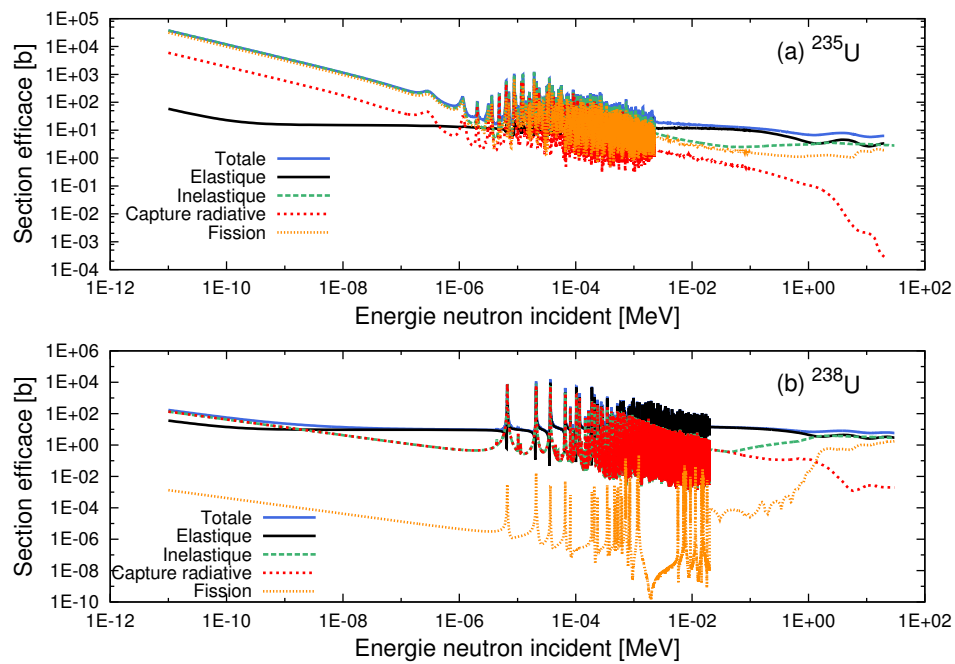 1E+05
1E+04
1E+03
1E+02
1E+01
1E+00
1E-01
1E-02
1E-03
1E-04
Section efficace [b]
(a) 235U
Totale
Elastique
Inelastique
Capture radiative
Fission
1E-12 1E-10 1E-08 1E-06 1E-04 1E-02 1E+00 1E+02
Energie neutron incident [MeV]
1E+06
1E+04
1E+02
1E+00
1E-02
1E-04
1E-06
1E-08
1E-10
Section efficace [b]
(b) 238U
Totale
Elastique
Inelastique
Capture radiative
Fission
1E-12 1E-10 1E-08 1E-06 1E-04 1E-02 1E+00 1E+02
Energie neutron incident [MeV]